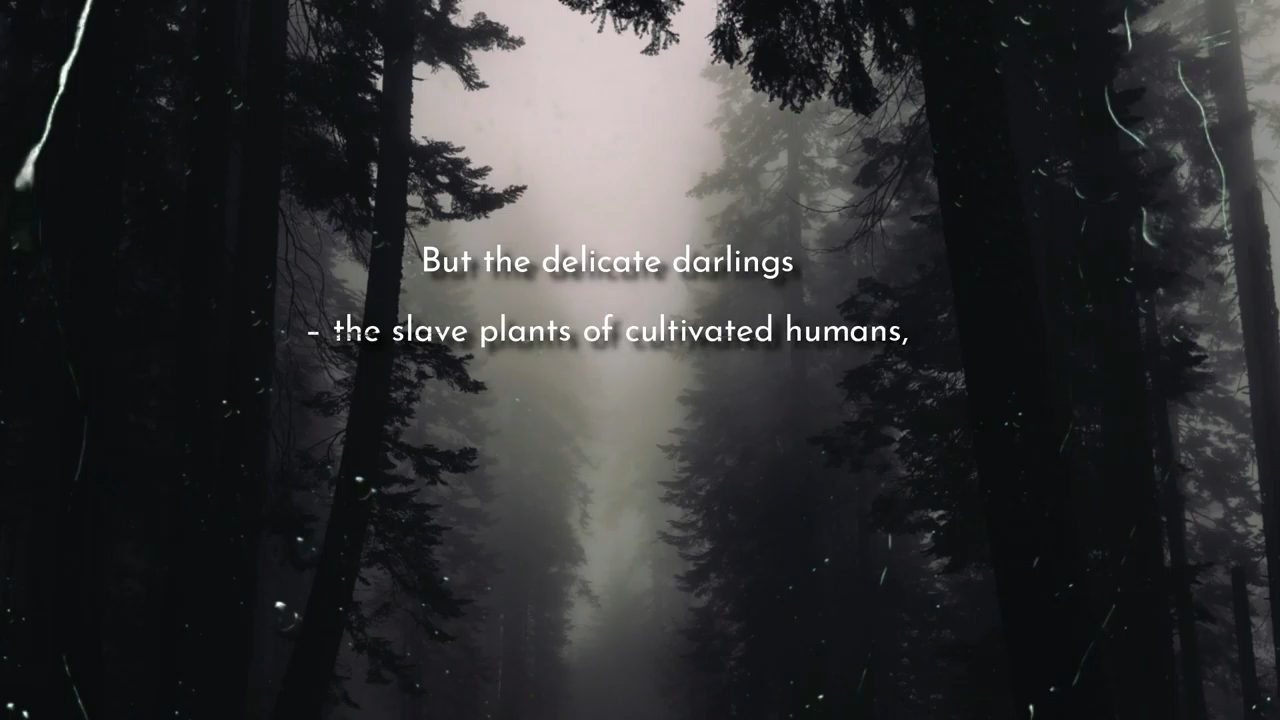 But the delicate darlings
– the slave plants of cultivated humans,